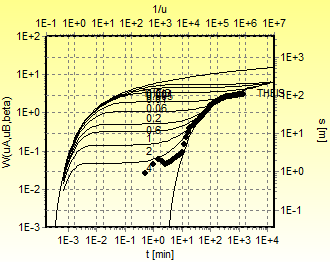 1/u
1E-1 1E+0 1E+1 1E+2 1E+3 1E+4 1E+5 1E+6 1E+7
1E+2
1E+3
1E+1
1E+2
THEIS
0.06
1E+0
0.2
1E+1
0.6
1E-1
1
2
1E+0
1E-2
1E-1
1E-3
1E-3 1E-2 1E-1 1E+0 1E+1 1E+2 1E+3 1E+4
t [min]
W(uA,uB,beta)
s [m]